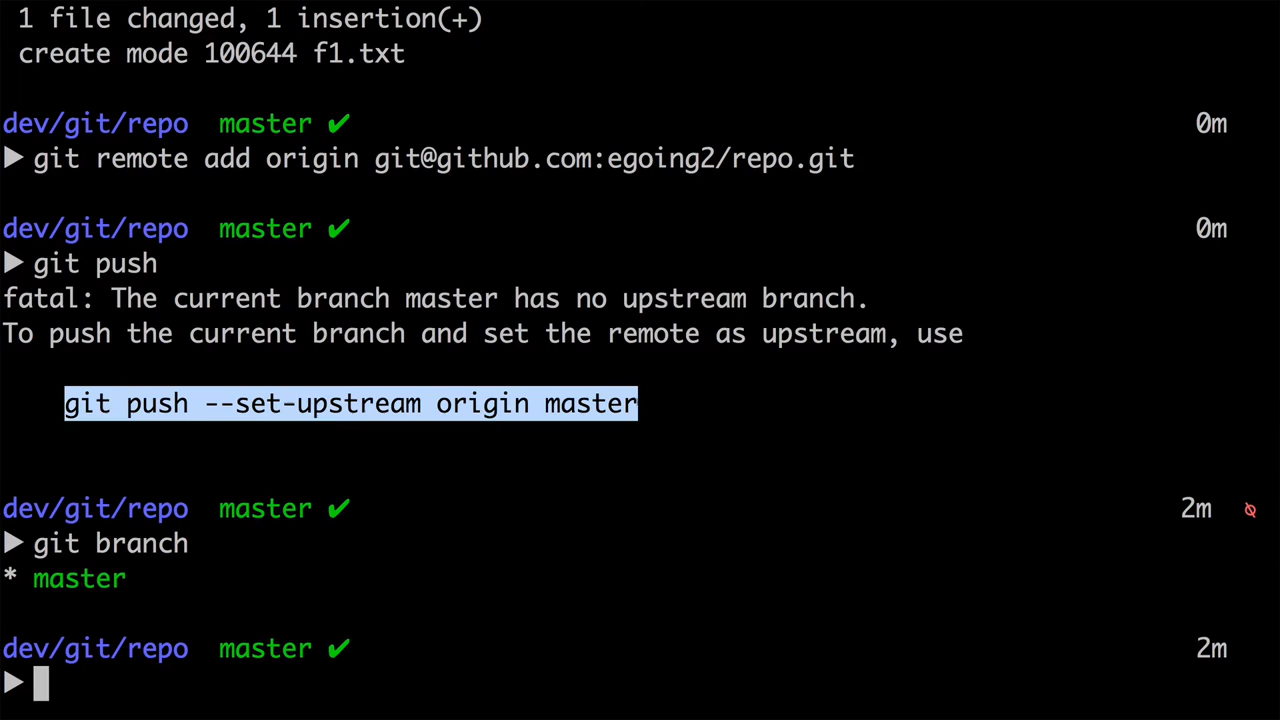 1 file changed, 1 insertion(+)
create mode 100644 f1.txt
dev/git/repo master ✔ 0m
▶ git remote add origin git@github.com:egoing2/repo.git
dev/git/repo master ✔ 0m
▶ git push
fatal: The current branch master has no upstream branch.
To push the current branch and set the remote as upstream, use
git push --set-upstream origin master
dev/git/repo master ✔ 2m
▶ git branch
* master
dev/git/repo master ✔ 2m
▶